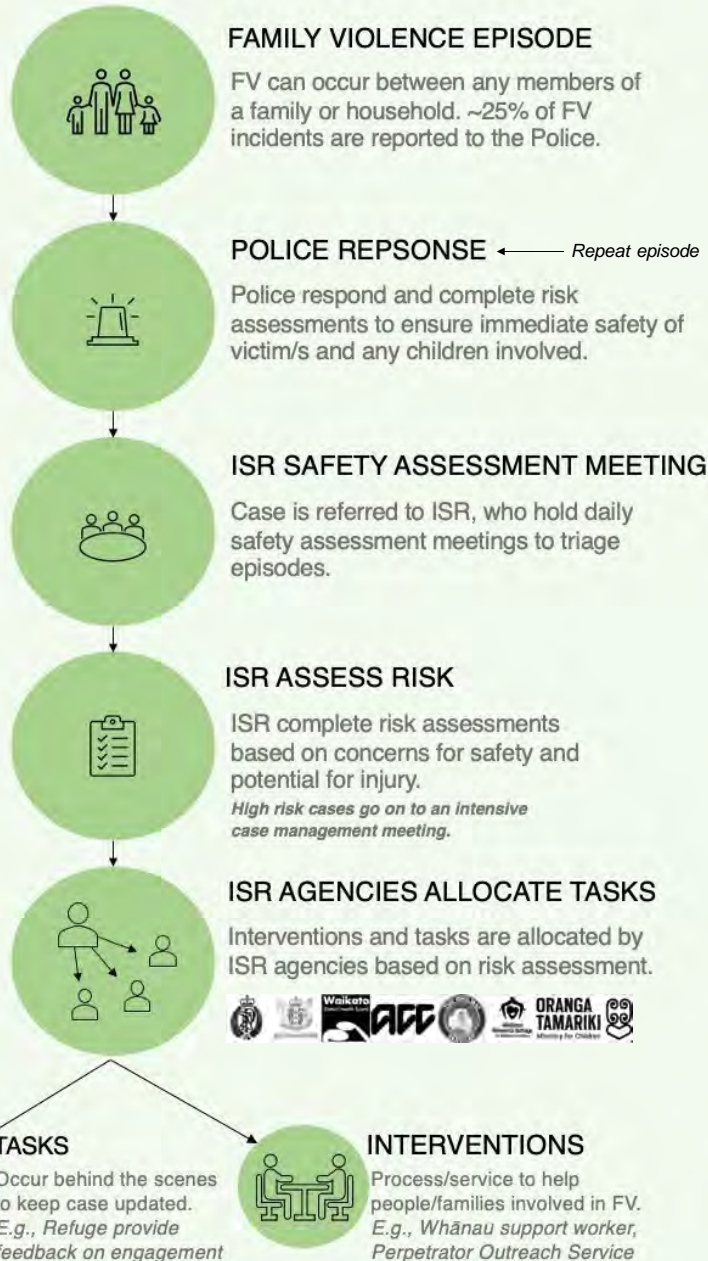 FAMILY VIOLENCE EPISODE
FV can occur between any members of
a family or household. ~25% of FV
incidents are reported to the Police.
POLICE REPSONSE
Repeat episode
Police respond and complete risk
assessments to ensure immediate safety of
victim/s and any children involved.
ISR SAFETY ASSESSMENT MEETING
Case is referred to ISR, who hold daily
safety assessment meetings to triage
episodes.
ISR ASSESS RISK
ISR complete risk assessments
based on concerns for safety and
potential for injury.
High risk cases go on to an intensive
case management meeting.
ISR AGENCIES ALLOCATE TASKS
Interventions and tasks are allocated by
ISR agencies based on risk assessment.
Waikato
acc
ORANGA
TAMARIKI
Ministry for Children
TASKS
Occur behind the scenes
to keep case updated.
E.g., Refuge provide
feedback on engagement
INTERVENTIONS
Process/service to help
people/families involved in FV.
E.g., Whānau support worker,
Perpetrator Outreach Service